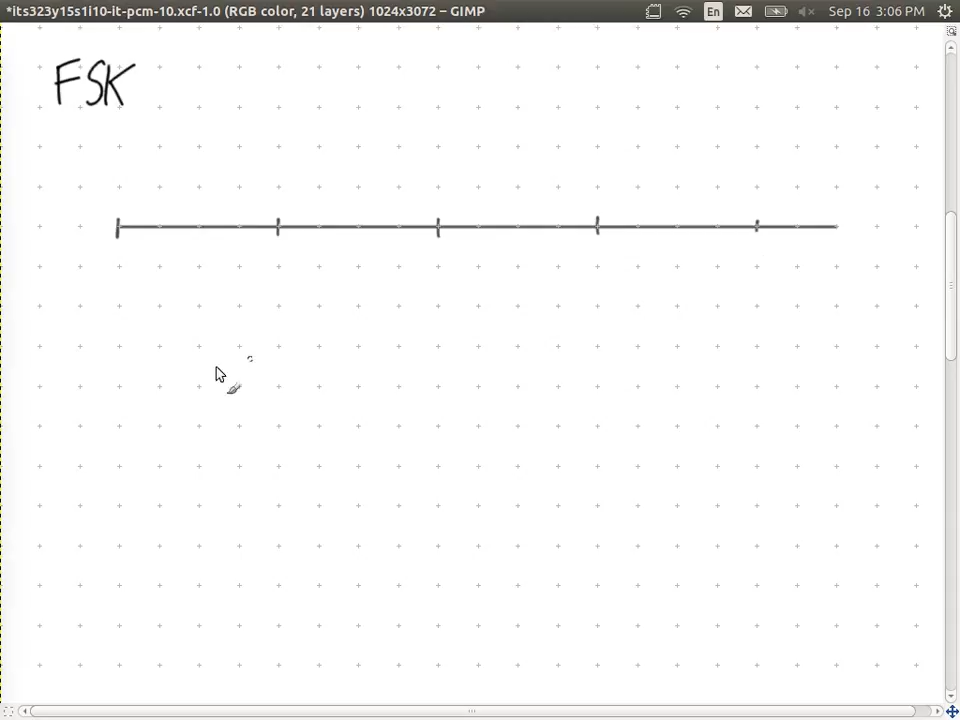 *its323y15s1i10-it-pcm-10.xcf-1.0 (RGB color, 21 layers) 1024x3072 – GIMP
En
Sep 16 3:06 PM
FSK